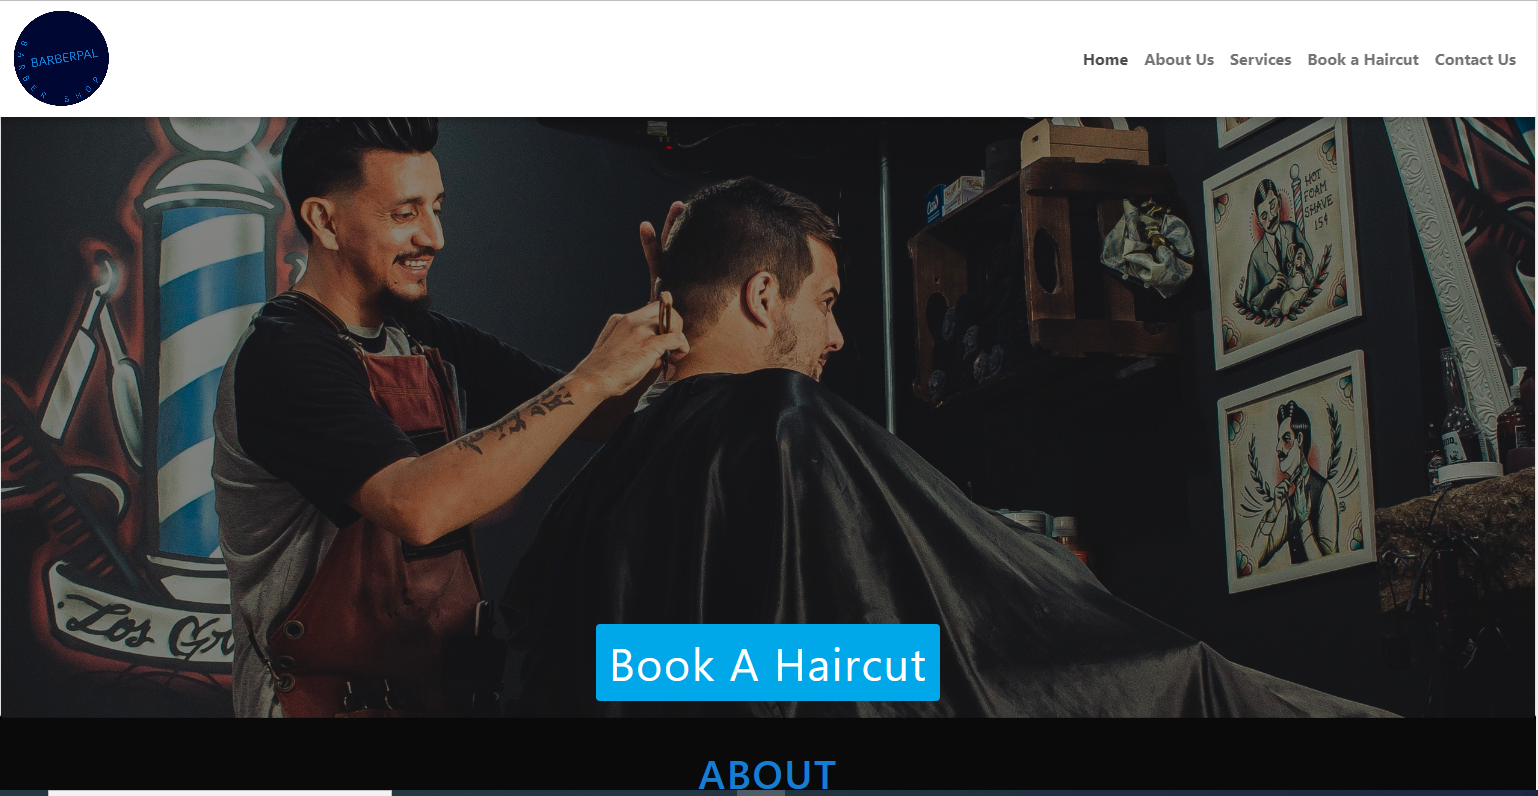 BARBERPAL
BARBER SHOP
Home About Us Services Book a Haircut Contact Us
HOT
FOAM
SHAVE
15¢
Los Gr
Book A Haircut
ABOUT